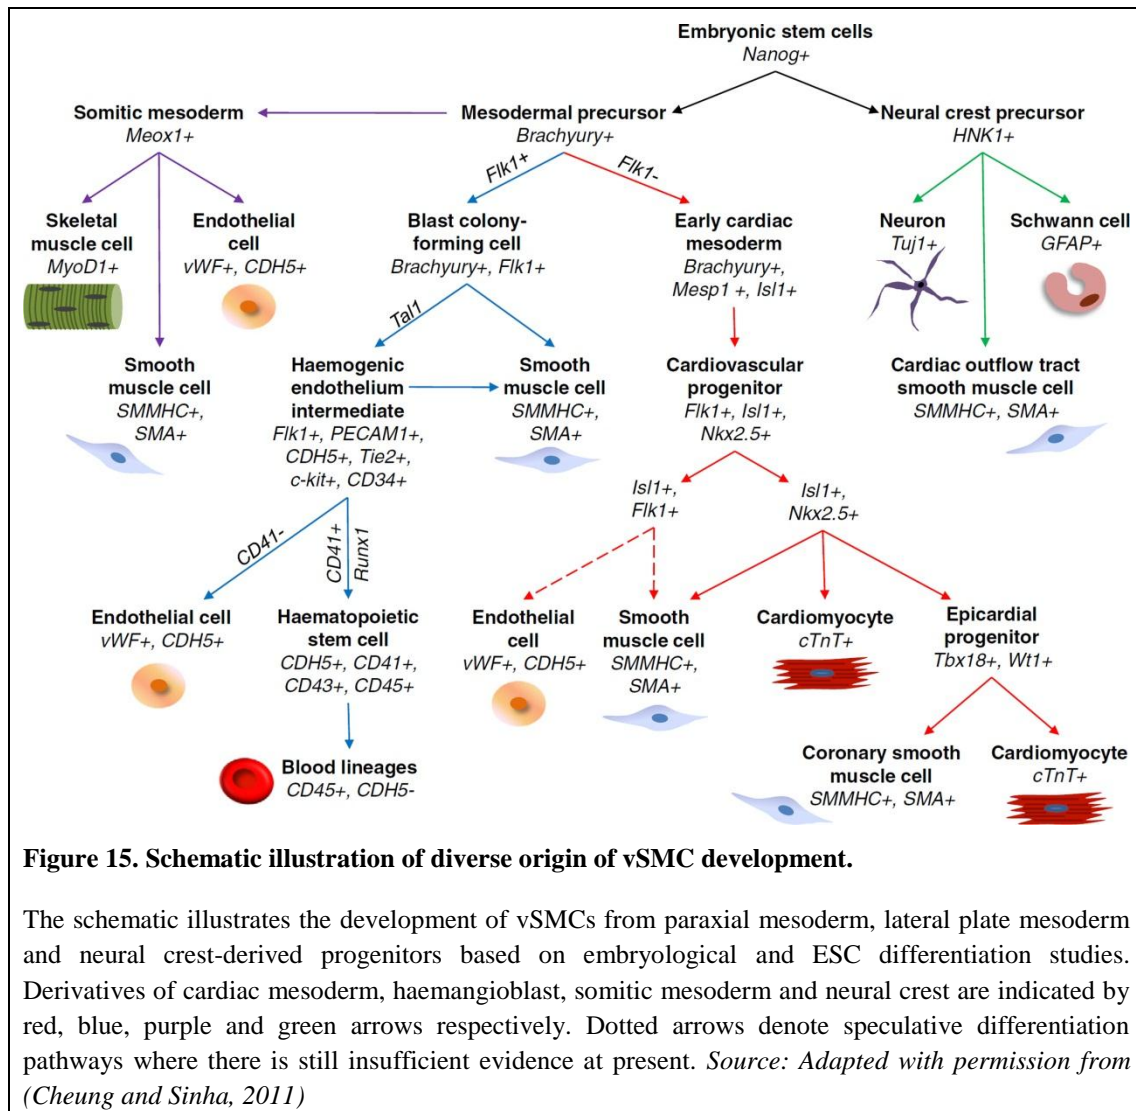 Embryonic stem cells
Nanog+
Somitic mesoderm
Meox1+
Mesodermal precursor
Brachyury+
Neural crest precursor
HNK1+
Flk1+
Flk1-
Skeletal
muscle cell
MyoD1+
Endothelial
cell
vWF+, CDH5+
Blast colony-
forming cell
Brachyury+, Flk1+
Early cardiac
mesoderm
Brachyury+,
Mesp1 +, Isl1+
Neuron
Tuj1+
Schwann cell
GFAP+
Tal1
Smooth
muscle cell
SMMHC+,
SMA+
Haemogenic
endothelium
intermediate
Flk1+, PECAM1+,
CDH5+, Tie2+,
c-kit+, CD34+
Smooth
muscle cell
SMMHC+,
SMA+
Cardiovascular
progenitor
Flk1+, Isl1+,
Nkx2.5+
Cardiac outflow tract
smooth muscle cell
SMMHC+, SMA+
Isl1+,
Flk1+
Isl1+,
Nkx2.5+
CD41-
CD41+
Runx1
Endothelial cell
vWF+, CDH5+
Haematopoietic
stem cell
CDH5+, CD41+,
CD43+, CD45+
Endothelial
cell
vWF+, CDH5+
Smooth
muscle cell
SMMHC+,
SMA+
Cardiomyocyte
cTnT+
Epicardial
progenitor
Tbx18+, Wt1+
Blood lineages
CD45+, CDH5-
Coronary smooth
muscle cell
SMMHC+, SMA+
Cardiomyocyte
cTnT+
Figure 15. Schematic illustration of diverse origin of vSMC development.
The schematic illustrates the development of vSMCs from paraxial mesoderm, lateral plate mesoderm
and neural crest-derived progenitors based on embryological and ESC differentiation studies.
Derivatives of cardiac mesoderm, haemangioblast, somitic mesoderm and neural crest are indicated by
red, blue, purple and green arrows respectively. Dotted arrows denote speculative differentiation
pathways where there is still insufficient evidence at present. Source: Adapted with permission from
(Cheung and Sinha, 2011)